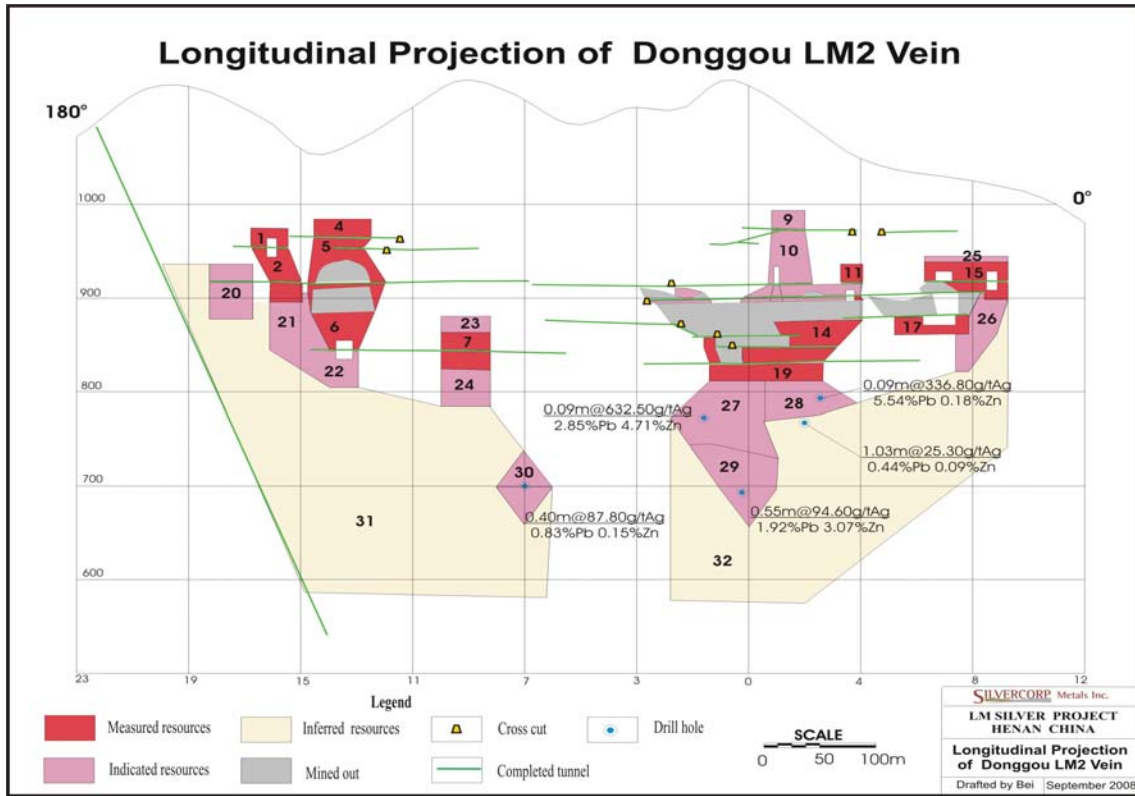 Longitudinal Projection of Donggou LM2 Vein
180°
0°
1000
900
800
700
600
1
2
4
5
6
20
21
22
23
7
24
9
10
11
25
15
14
17
26
19
27
28
29
30
31
32
0.09m@632.50g/tAg
2.85%Pb 4.71%Zn
0.09m@336.80g/tAg
5.54%Pb 0.18%Zn
1.03m@25.30g/tAg
0.44%Pb 0.09%Zn
0.40m@87.80g/tAg
0.83%Pb 0.15%Zn
0.55m@94.60g/tAg
1.92%Pb 3.07%Zn
23 19 15 11 7 3 0 4 8 12
Legend
Measured resources
Inferred resources
Cross cut
Drill hole
Indicated resources
Mined out
Completed tunnel
SCALE
0 50 100m
SILVERCORP Metals Inc.
LM SILVER PROJECT
HENAN CHINA
Longitudinal Projection
of Donggou LM2 Vein
Drafted by Bei September 2008